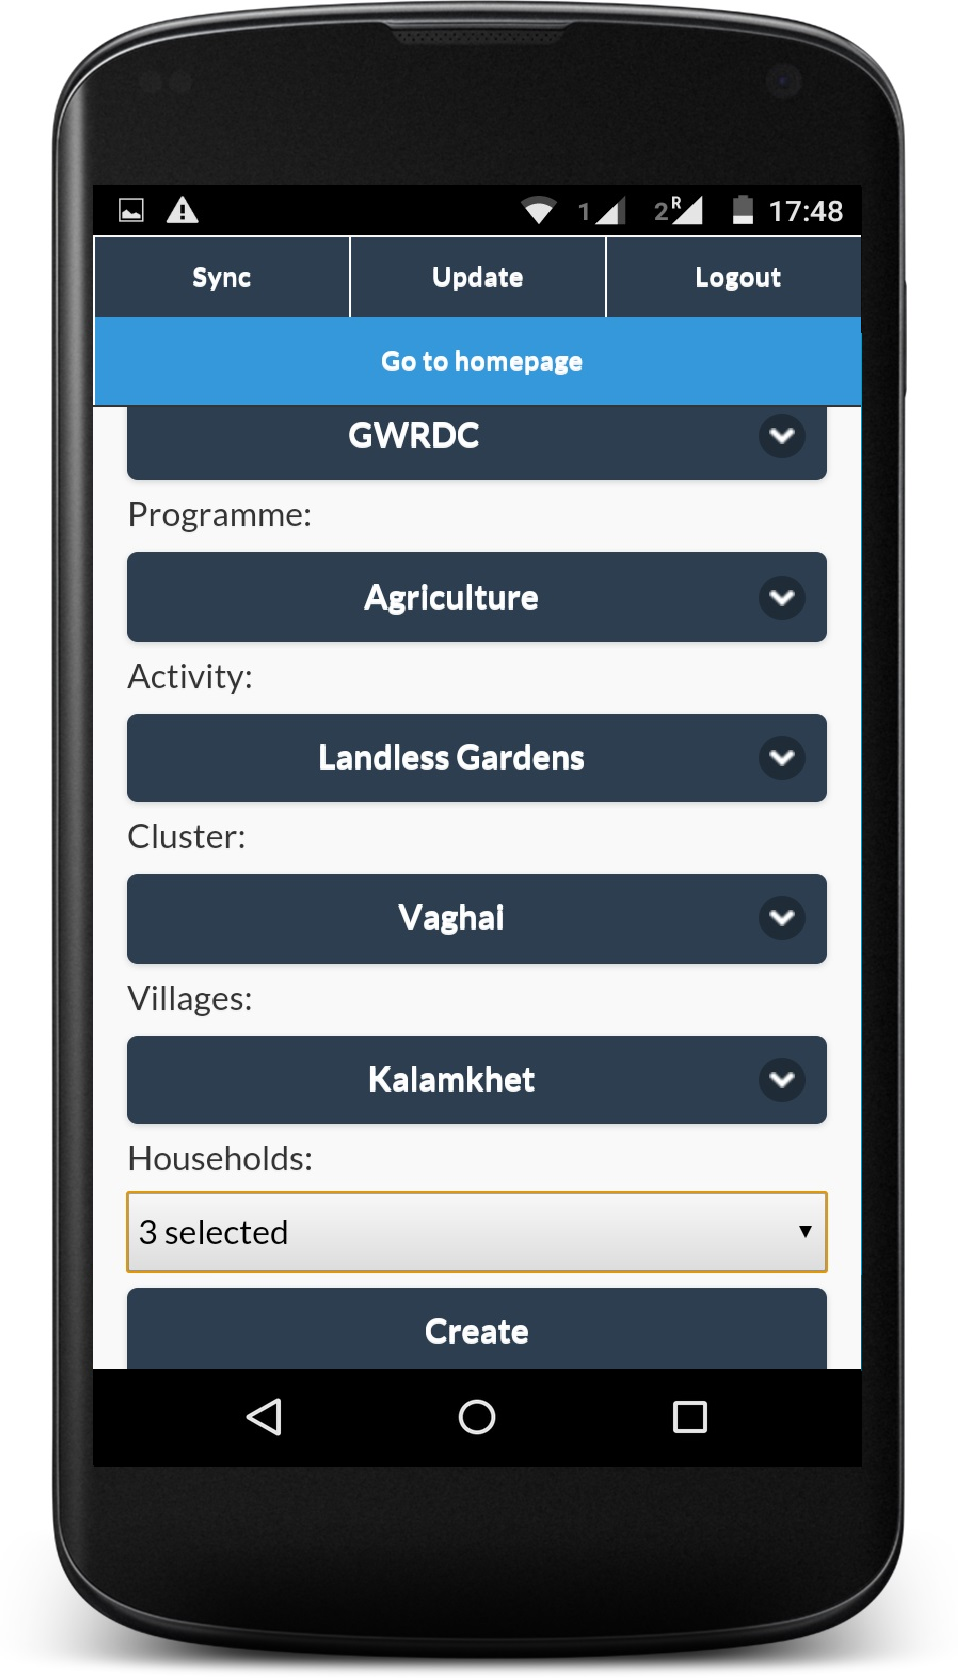 1 2 R 17:48
Sync Update Logout
Go to homepage
GWRDC
Programme:
Agriculture
Activity:
Landless Gardens
Cluster:
Vaghai
Villages:
Kalamkhet
Households:
3 selected
Create